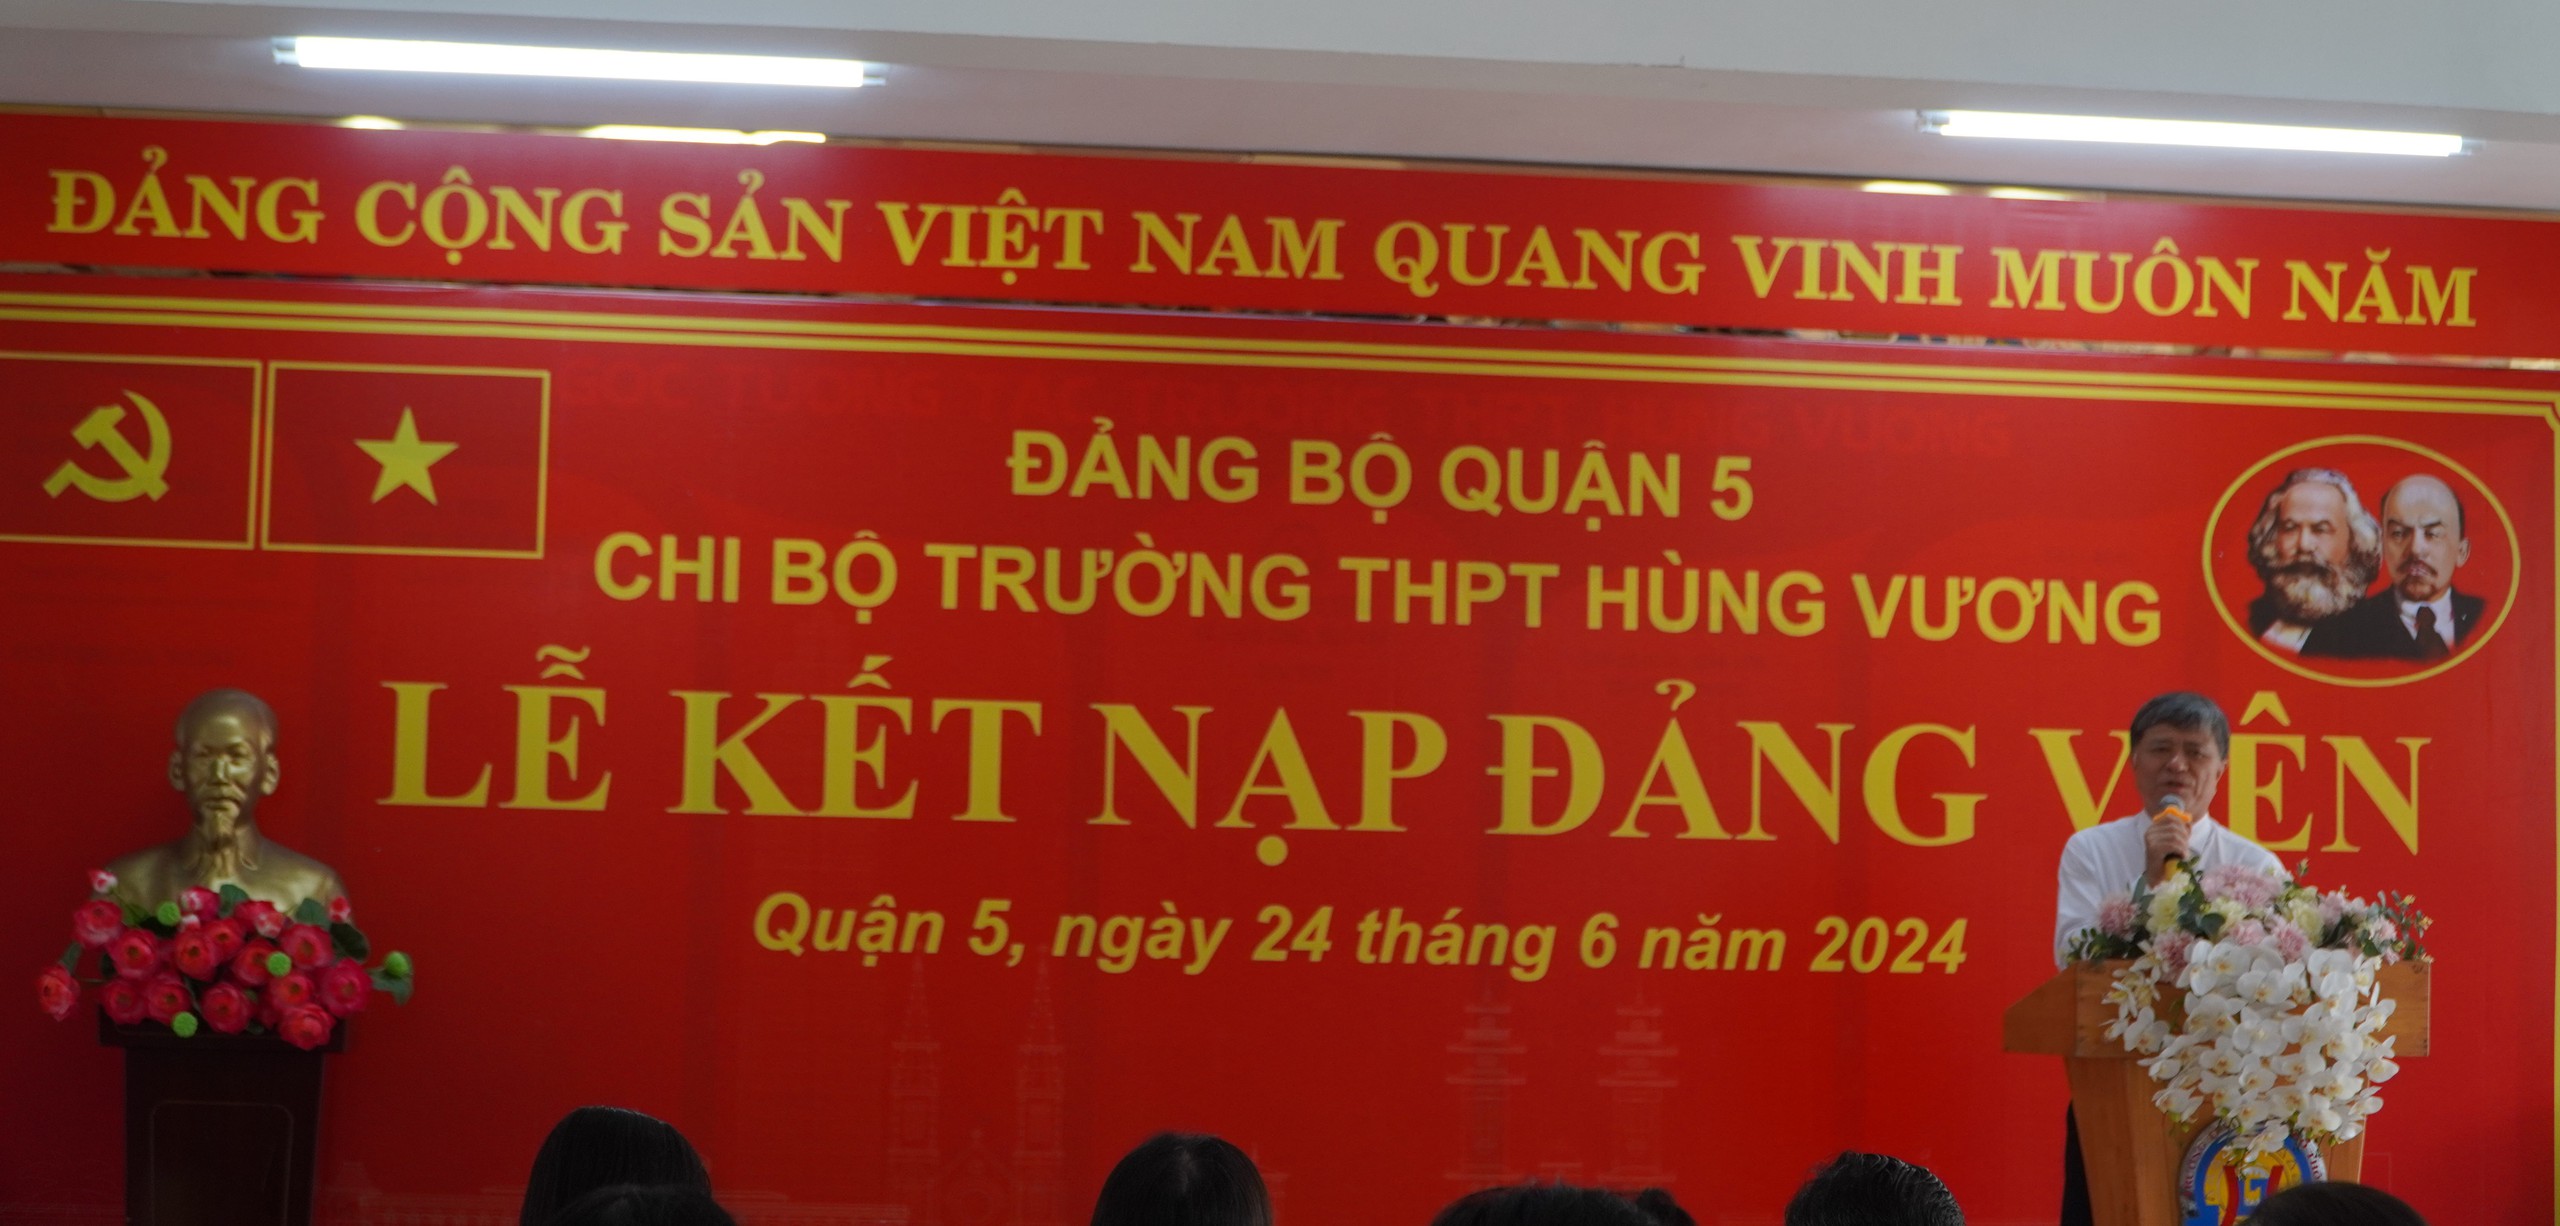 ĐẢNG CỘNG SẢN VIỆT NAM QUANG VINH MUÔN NĂM
ĐẢNG BỘ QUẬN 5
CHI BỘ TRƯỜNG THPT HÙNG VƯƠNG
LỄ KẾT NẠP ĐẢNG VIÊN
Quận 5, ngày 24 tháng 6 năm 2024